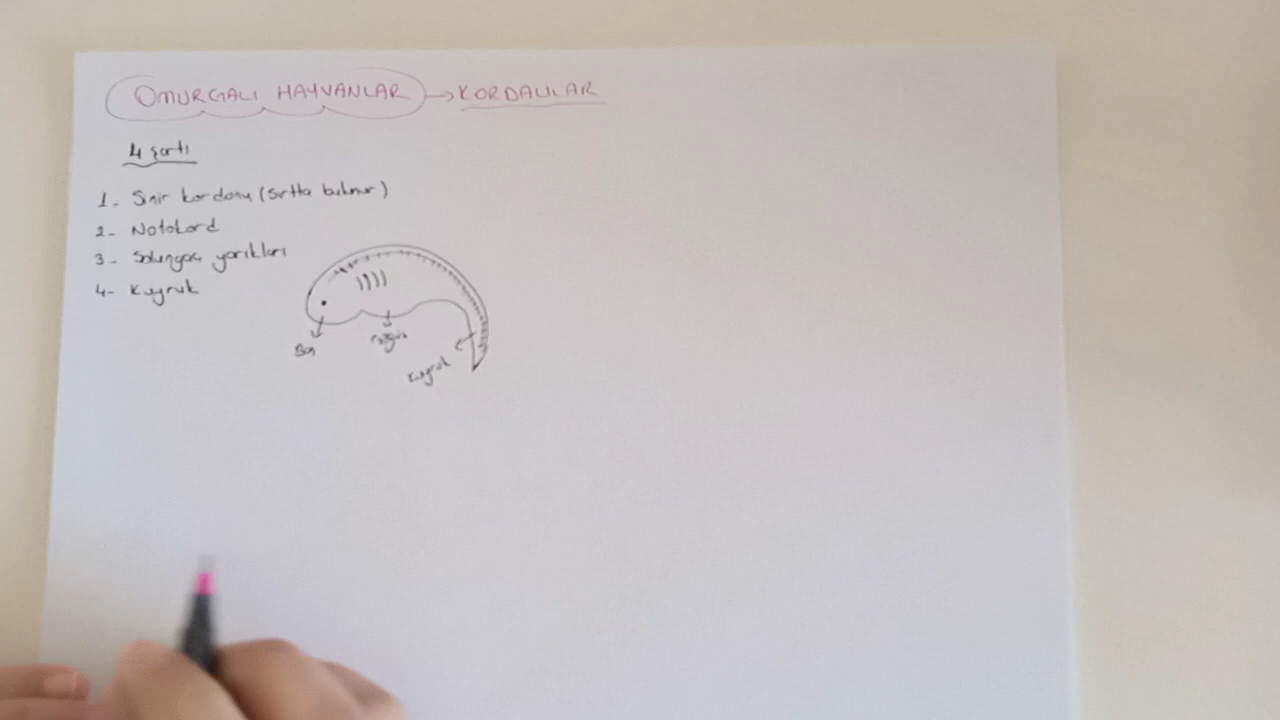 OMURGALI HAYVANLAR → KORDALILAR
4 şartı
1- Sinir kordonu (Sırtta bulunur)
2- Notokord
3- Solungaç yarıkları
4- Kuyruk
Baş
Kuyruk